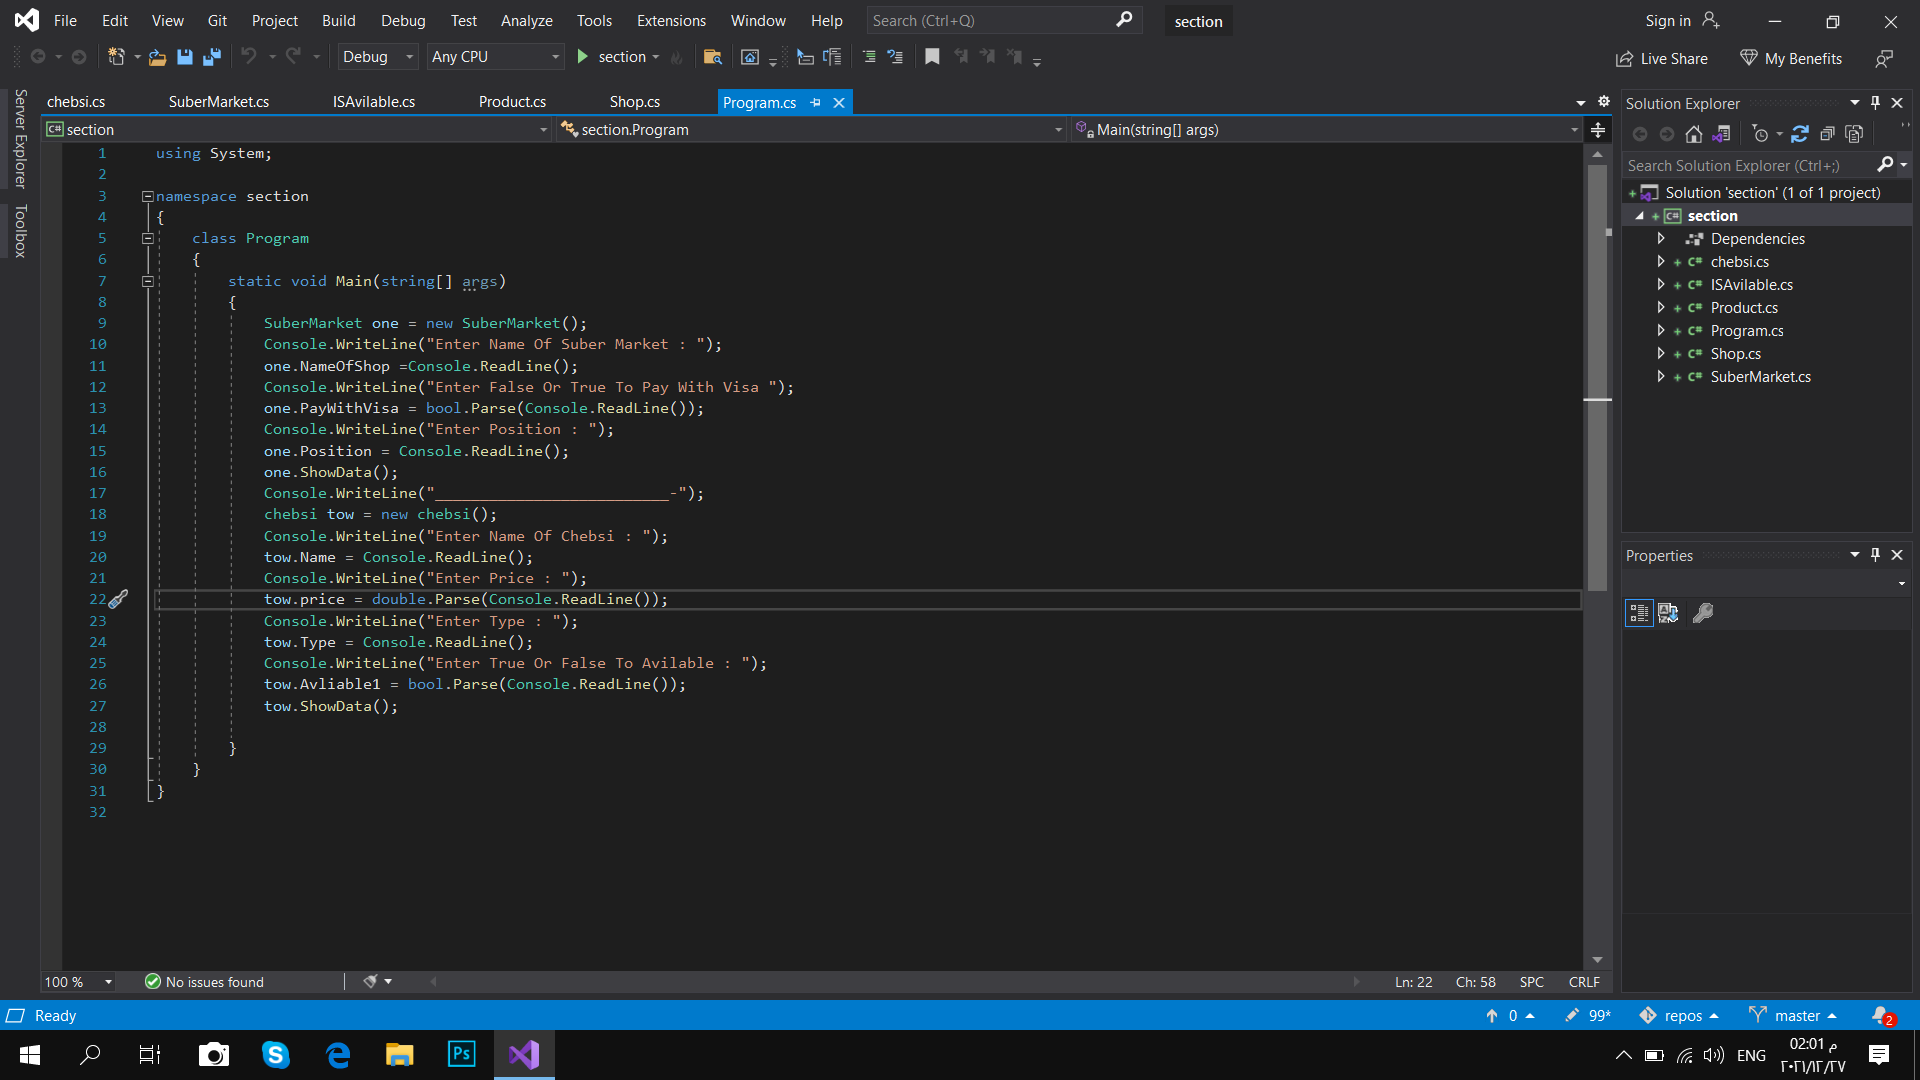 File Edit View Git Project Build Debug Test Analyze Tools Extensions Window Help Search (Ctrl+Q) section Sign in
Debug Any CPU section Live Share My Benefits
Server Explorer
Toolbox
chebsi.cs SuberMarket.cs ISAvilable.cs Product.cs Shop.cs Program.cs
C# section section.Program Main(string[] args)
1 using System;
2
3 namespace section
4 {
5 class Program
6 {
7 static void Main(string[] args)
8 {
9 SuberMarket one = new SuberMarket();
10 Console.WriteLine("Enter Name Of Suber Market : ");
11 one.NameOfShop =Console.ReadLine();
12 Console.WriteLine("Enter False Or True To Pay With Visa ");
13 one.PayWithVisa = bool.Parse(Console.ReadLine());
14 Console.WriteLine("Enter Position : ");
15 one.Position = Console.ReadLine();
16 one.ShowData();
17 Console.WriteLine("__________________________-");
18 chebsi tow = new chebsi();
19 Console.WriteLine("Enter Name Of Chebsi : ");
20 tow.Name = Console.ReadLine();
21 Console.WriteLine("Enter Price : ");
22 tow.price = double.Parse(Console.ReadLine());
23 Console.WriteLine("Enter Type : ");
24 tow.Type = Console.ReadLine();
25 Console.WriteLine("Enter True Or False To Avilable : ");
26 tow.Avliable1 = bool.Parse(Console.ReadLine());
27 tow.ShowData();
28
29 }
30 }
31 }
32
100 % No issues found Ln: 22 Ch: 58 SPC CRLF
Solution Explorer
Search Solution Explorer (Ctrl+;)
Solution 'section' (1 of 1 project)
C# section
Dependencies
C# chebsi.cs
C# ISAvilable.cs
C# Product.cs
C# Program.cs
C# Shop.cs
C# SuberMarket.cs
Properties
Ready 0 99* repos master 2
Ps ENG 02:01 م
٢٠٢١/١٢/٢٧